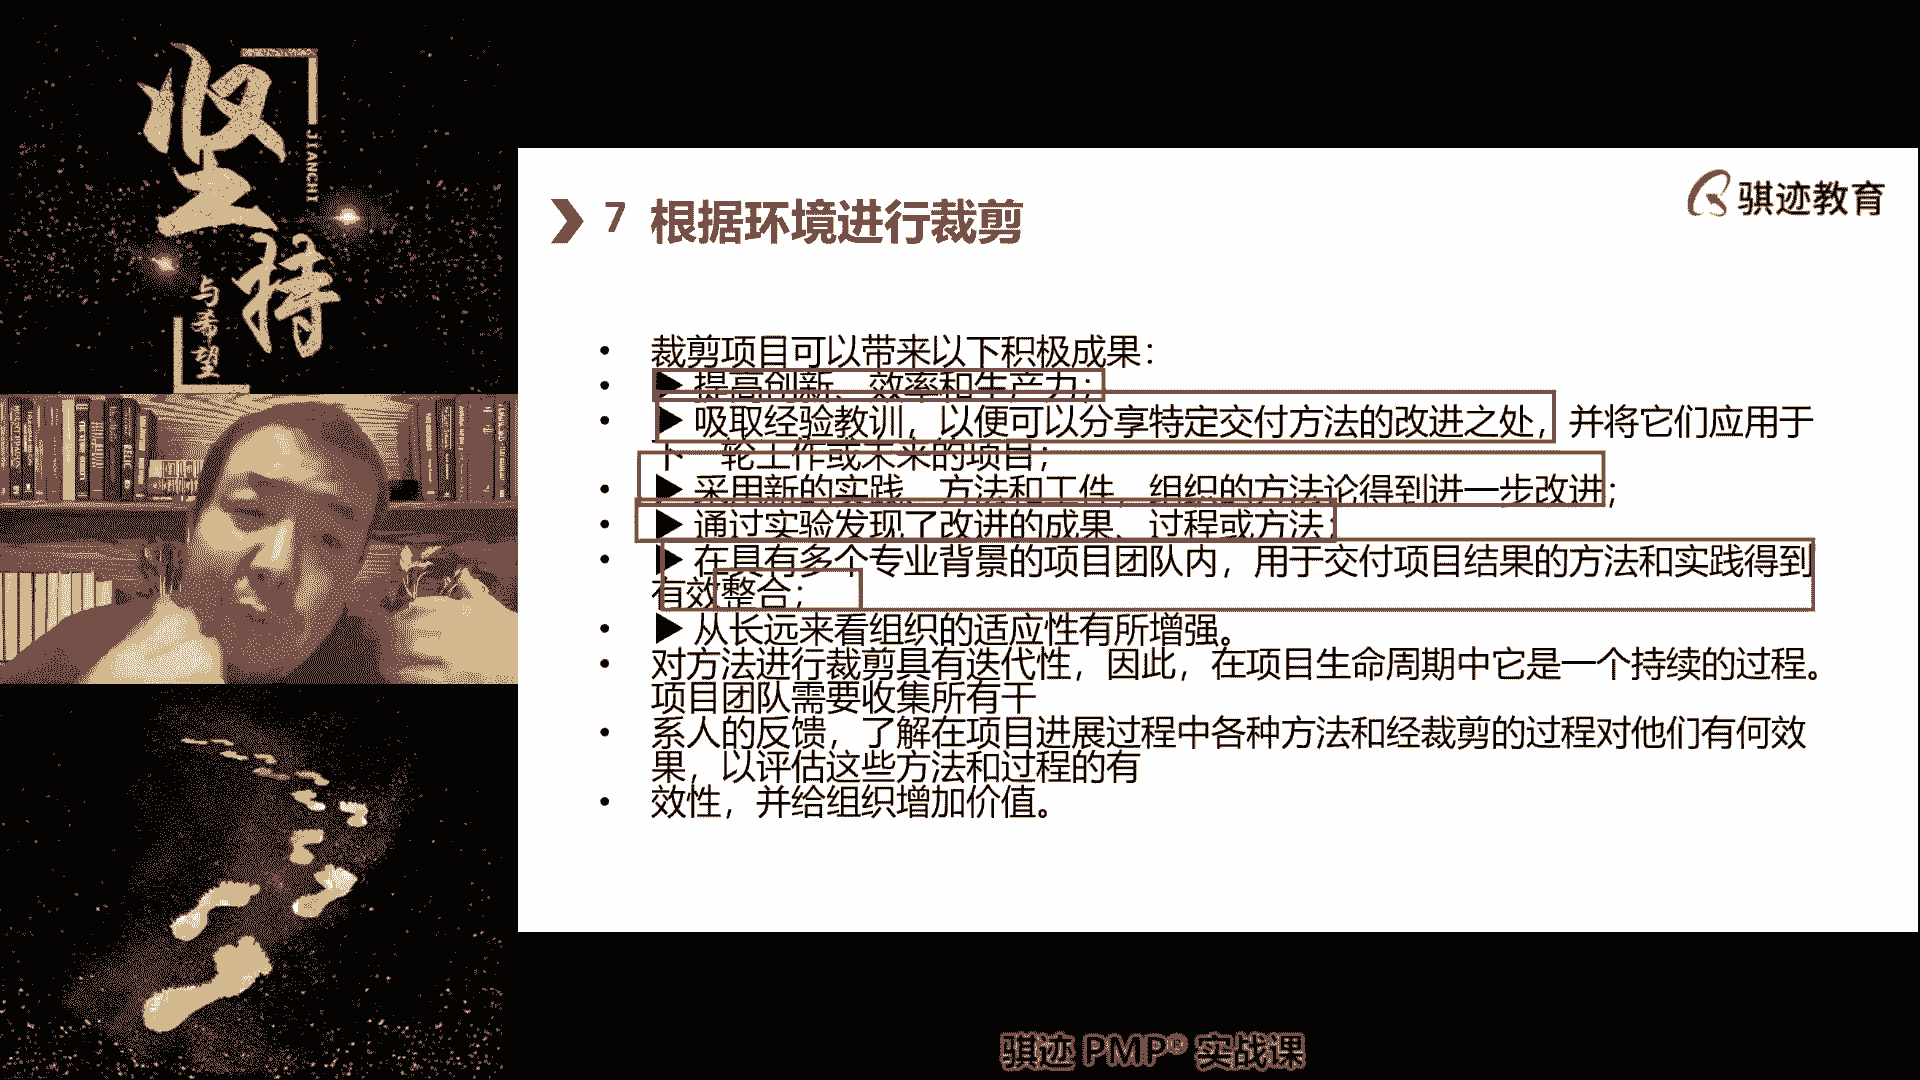 坚持
JIANCHI
与希望
骐迹教育
7 根据环境进行裁剪
• 裁剪项目可以带来以下积极成果：
• ▶ 提高创新、效率和生产力；
• ▶ 吸取经验教训，以便可以分享特定交付方法的改进之处，并将它们应用于
下一轮工作或未来的项目；
• ▶ 采用新的实践、方法和工件，组织的方法论得到进一步改进；
• ▶ 通过实验发现了改进的成果、过程或方法；
• ▶ 在具有多个专业背景的项目团队内，用于交付项目结果的方法和实践得到
有效整合；
• ▶ 从长远来看组织的适应性有所增强。
• 对方法进行裁剪具有迭代性，因此，在项目生命周期中它是一个持续的过程。
项目团队需要收集所有干
• 系人的反馈，了解在项目进展过程中各种方法和经裁剪的过程对他们有何效
果，以评估这些方法和过程的有
• 效性，并给组织增加价值。
骐迹 PMP® 实战课